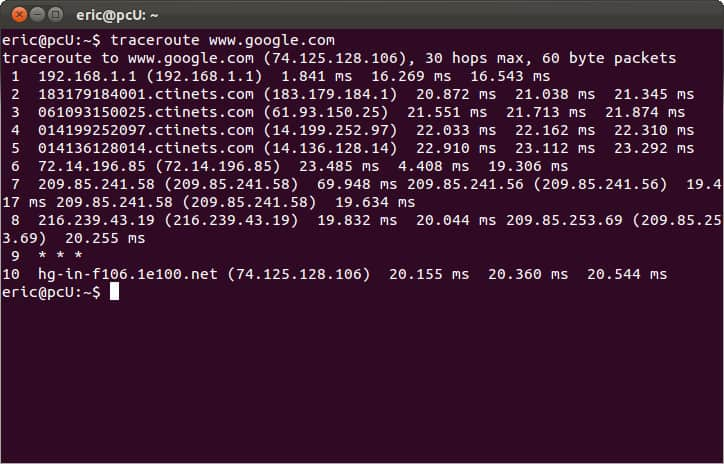 eric@pcU: ~
eric@pcU:~$ traceroute www.google.com
traceroute to www.google.com (74.125.128.106), 30 hops max, 60 byte packets
 1  192.168.1.1 (192.168.1.1)  1.841 ms  16.269 ms  16.543 ms
 2  183179184001.ctinets.com (183.179.184.1)  20.872 ms  21.038 ms  21.345 ms
 3  061093150025.ctinets.com (61.93.150.25)  21.551 ms  21.713 ms  21.874 ms
 4  014199252097.ctinets.com (14.199.252.97)  22.033 ms  22.162 ms  22.310 ms
 5  014136128014.ctinets.com (14.136.128.14)  22.910 ms  23.112 ms  23.292 ms
 6  72.14.196.85 (72.14.196.85)  23.485 ms  4.408 ms  19.306 ms
 7  209.85.241.58 (209.85.241.58)  69.948 ms 209.85.241.56 (209.85.241.56)  19.4
17 ms 209.85.241.58 (209.85.241.58)  19.634 ms
 8  216.239.43.19 (216.239.43.19)  19.832 ms  20.044 ms 209.85.253.69 (209.85.25
3.69)  20.255 ms
 9  * * *
10  hg-in-f106.1e100.net (74.125.128.106)  20.155 ms  20.360 ms  20.544 ms
eric@pcU:~$